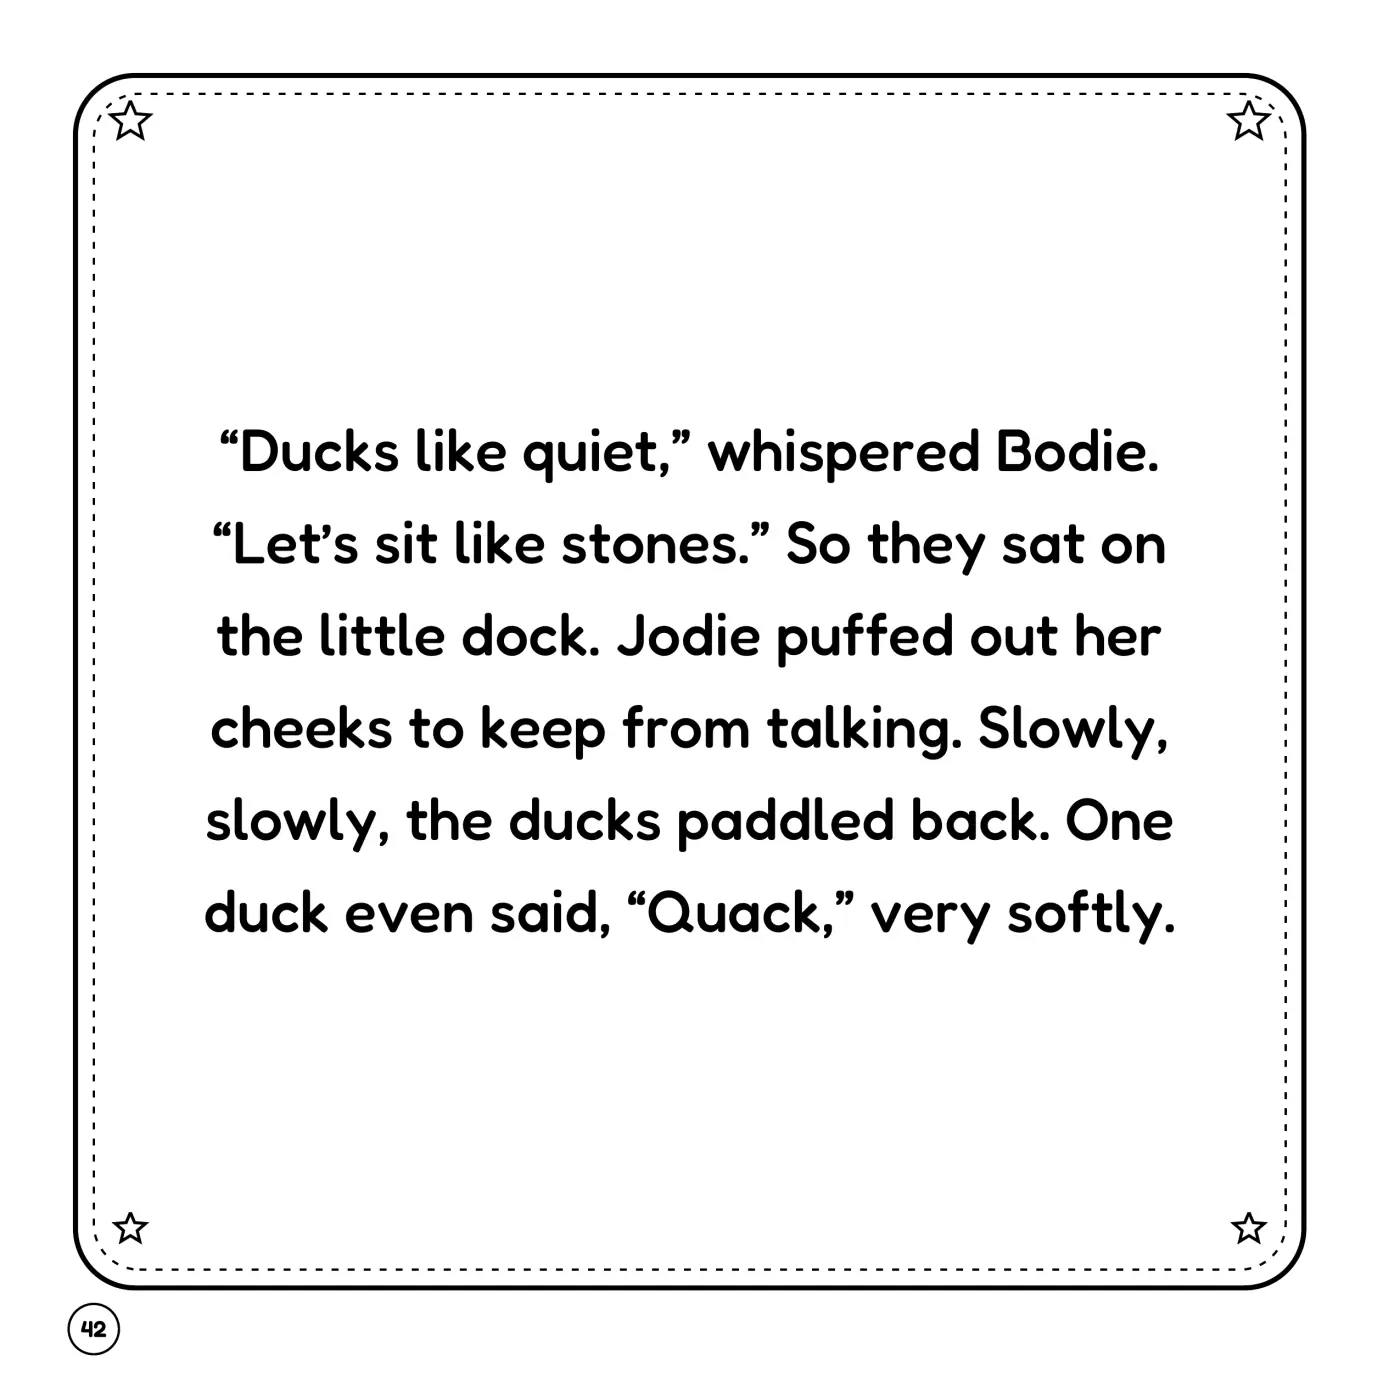 “Ducks like quiet,” whispered Bodie.
“Let’s sit like stones.” So they sat on
the little dock. Jodie puffed out her
cheeks to keep from talking. Slowly,
slowly, the ducks paddled back. One
duck even said, “Quack,” very softly.
42